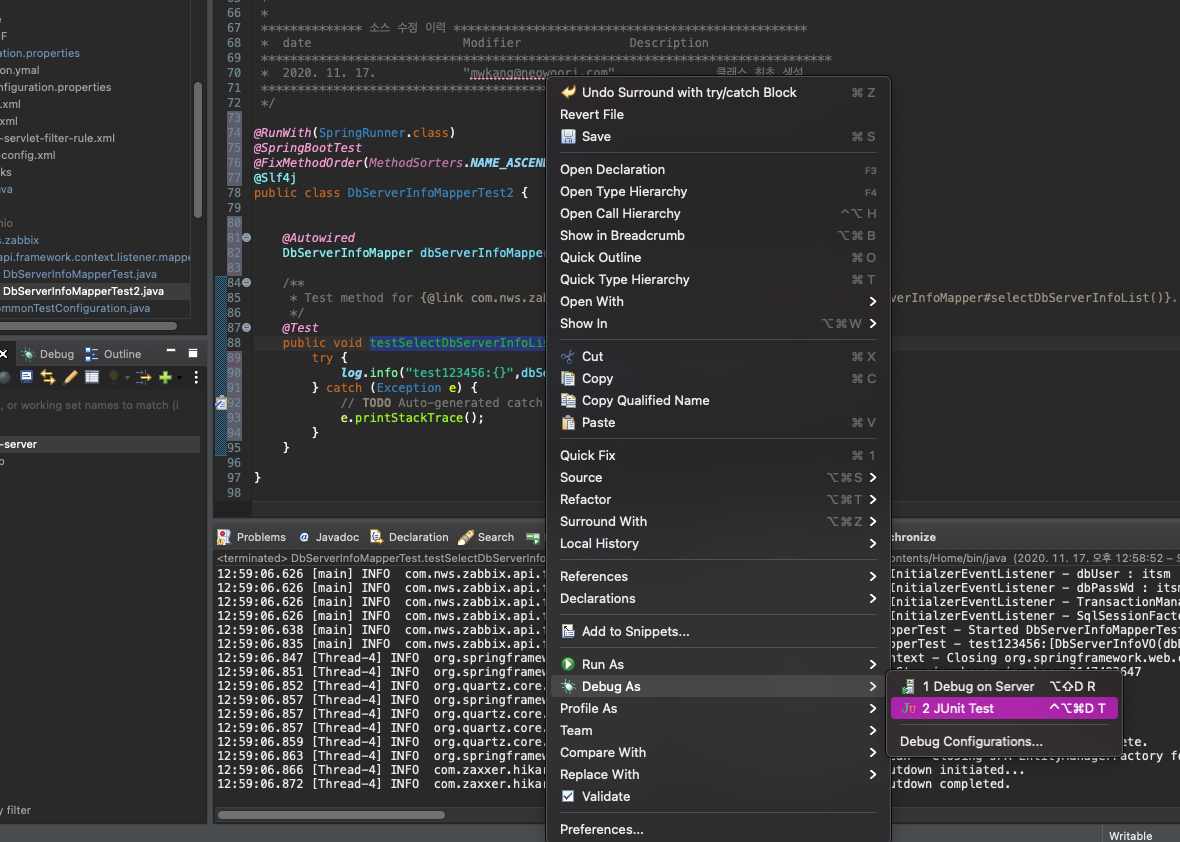 F
ation.properties
on.ymal
nfiguration.properties
.xml
xml
-servlet-filter-rule.xml
config.xml
ks
va
nio
s.zabbix
api.framework.context.listener.mappe
DbServerInfoMapperTest.java
DbServerInfoMapperTest2.java
ommonTestConfiguration.java
Debug
Outline
, or working set names to match (i
-server
y filter
66 *
67 ************** 소스 수정 이력 *************************************************
68 * date Modifier Description
69 *******************************************************************************
70 * 2020. 11. 17. "mwkang@neowoori.com" 클래스 최초 생성
71 ****************************************
72 */
73
74 @RunWith(SpringRunner.class)
75 @SpringBootTest
76 @FixMethodOrder(MethodSorters.NAME_ASCEND
77 @Slf4j
78 public class DbServerInfoMapperTest2 {
79
80
81 @Autowired
82 DbServerInfoMapper dbServerInfoMapper
83
84 /**
85 * Test method for {@link com.nws.zab erverInfoMapper#selectDbServerInfoList()}.
86 */
87 @Test
88 public void testSelectDbServerInfoLis
89 try {
90 log.info("test123456:{}",dbSe
91 } catch (Exception e) {
92 // TODO Auto-generated catch
93 e.printStackTrace();
94 }
95 }
96
97 }
98
Undo Surround with try/catch Block ⌘ Z
Revert File
Save ⌘ S
Open Declaration F3
Open Type Hierarchy F4
Open Call Hierarchy ^⌥ H
Show in Breadcrumb ⌥⌘ B
Quick Outline ⌘ O
Quick Type Hierarchy ⌘ T
Open With
Show In ⌥⌘W
Cut ⌘ X
Copy ⌘ C
Copy Qualified Name
Paste ⌘ V
Quick Fix ⌘ 1
Source ⌥⌘S
Refactor ⌥⌘T
Surround With ⌥⌘Z
Local History
References
Declarations
Add to Snippets...
Run As
Debug As
Profile As
Team
Compare With
Replace With
Validate
Preferences...
1 Debug on Server ⌥⇧D R
2 JUnit Test ^⌥⌘D T
Debug Configurations...
Problems
Javadoc
Declaration
Search
chronize
<terminated> DbServerInfoMapperTest.testSelectDbServerInfo ontents/Home/bin/java (2020. 11. 17. 오후 12:58:52 –
12:59:06.626 [main] INFO com.nws.zabbix.api.f InitialzerEventListener – dbUser : itsm
12:59:06.626 [main] INFO com.nws.zabbix.api.f InitialzerEventListener – dbPassWd : itsm
12:59:06.626 [main] INFO com.nws.zabbix.api.f InitialzerEventListener – TransactionMana
12:59:06.626 [main] INFO com.nws.zabbix.api.f InitialzerEventListener – SqlSessionFacto
12:59:06.638 [main] INFO com.nws.zabbix.api.f pperTest – Started DbServerInfoMapperTest
12:59:06.835 [main] INFO com.nws.zabbix.api.f pperTest – test123456:[DbServerInfoVO(dbD
12:59:06.847 [Thread-4] INFO org.springframew ntext – Closing org.springframework.web.c
12:59:06.851 [Thread-4] INFO org.springframew 2147483647
12:59:06.852 [Thread-4] INFO org.quartz.core.
12:59:06.857 [Thread-4] INFO org.springframew
12:59:06.857 [Thread-4] INFO org.quartz.core.
12:59:06.857 [Thread-4] INFO org.quartz.core.
12:59:06.859 [Thread-4] INFO org.quartz.core. ete.
12:59:06.863 [Thread-4] INFO org.springframew Closing JPA EntityManagerFactory fo
12:59:06.866 [Thread-4] INFO com.zaxxer.hikar utdown initiated...
12:59:06.872 [Thread-4] INFO com.zaxxer.hikar utdown completed.
Writable